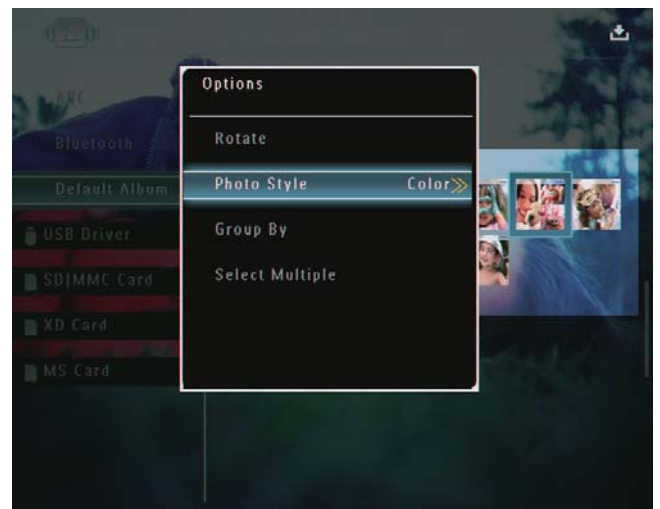 Options
Rotate
Photo Style Color
Group By
Select Multiple
ABC
Bluetooth
Default Album
USB Driver
SD|MMC Card
XD Card
MS Card